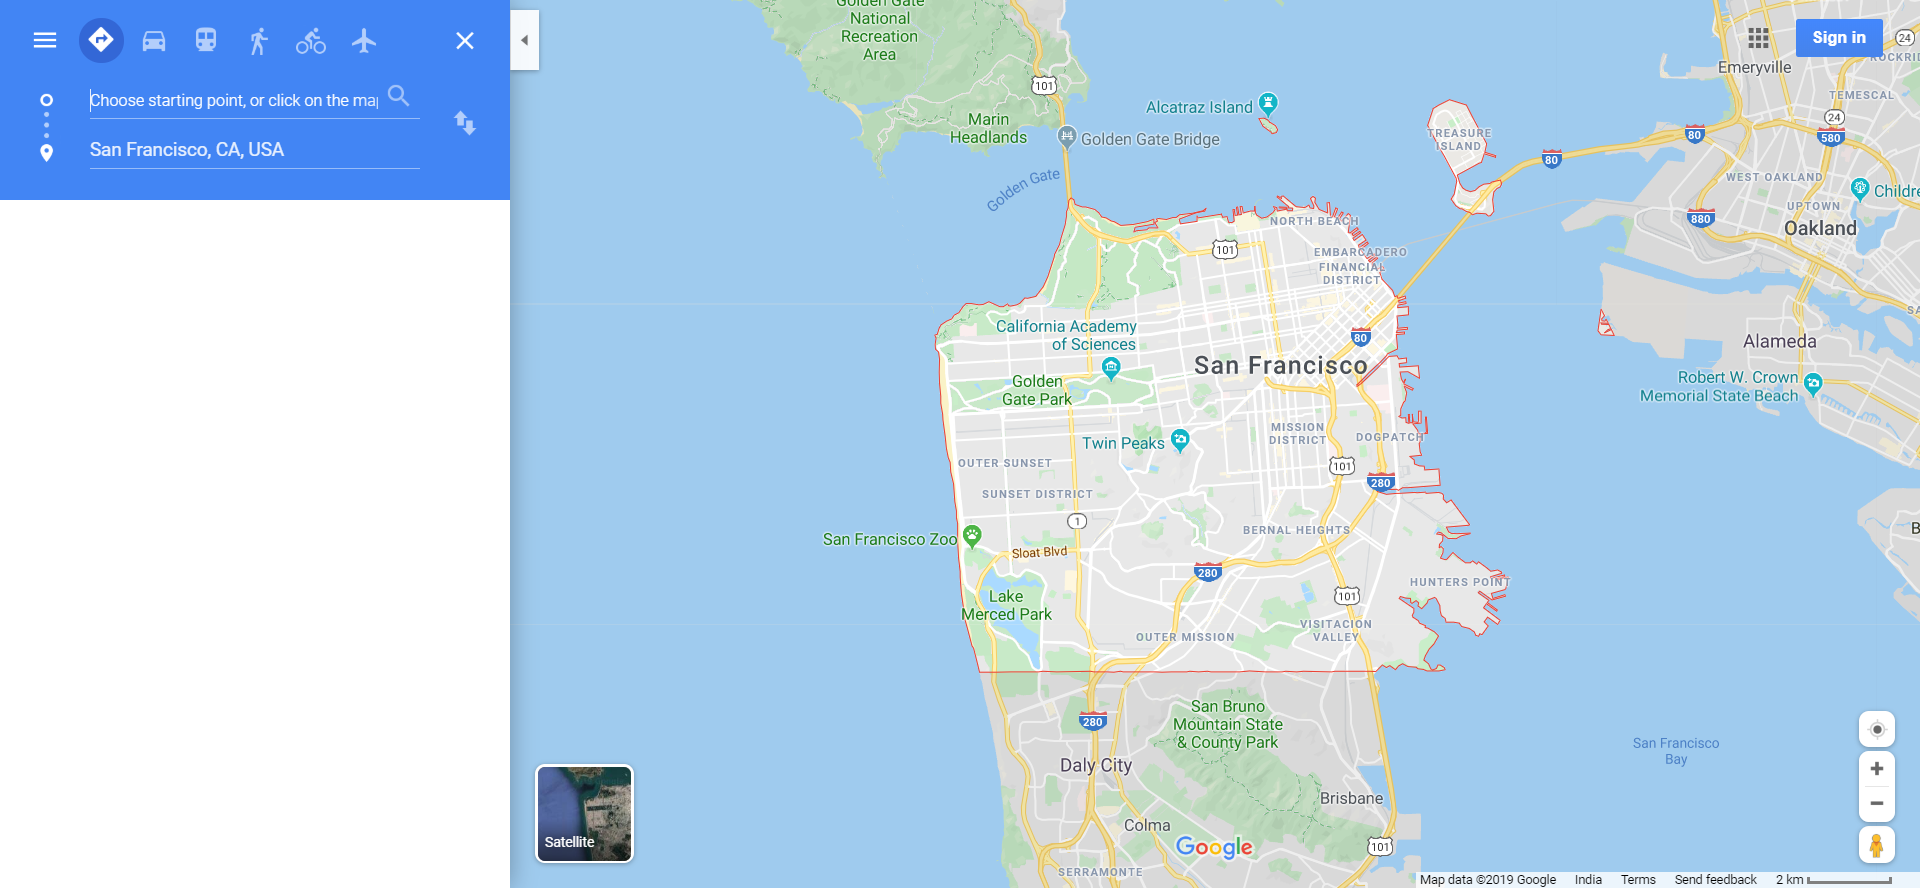 Choose starting point, or click on the ma
San Francisco, CA, USA
Sign in
Golden Gate
National
Recreation
Area
101
Marin
Headlands
Alcatraz Island
Golden Gate Bridge
Golden Gate
TREASURE
ISLAND
80
80
Emeryville
24
ROCKRID
TEMESCAL
24
580
WEST OAKLAND
Childre
UPTOWN
880
Oakland
NORTH BEACH
101
EMBARCADERO
FINANCIAL
DISTRICT
California Academy
of Sciences
80
San Francisco
Golden
Gate Park
Alameda
SA
Robert W. Crown
Memorial State Beach
Twin Peaks
MISSION
DISTRICT
DOGPATCH
OUTER SUNSET
101
280
SUNSET DISTRICT
1
BERNAL HEIGHTS
B
San Francisco Zoo
Sloat Blvd
280
HUNTERS POINT
Lake
Merced Park
101
VISITACION
VALLEY
OUTER MISSION
San Bruno
Mountain State
& County Park
280
San Francisco
Bay
Daly City
Brisbane
Colma
Google
101
SERRAMONTE
Satellite
Map data ©2019 Google India Terms Send feedback 2 km